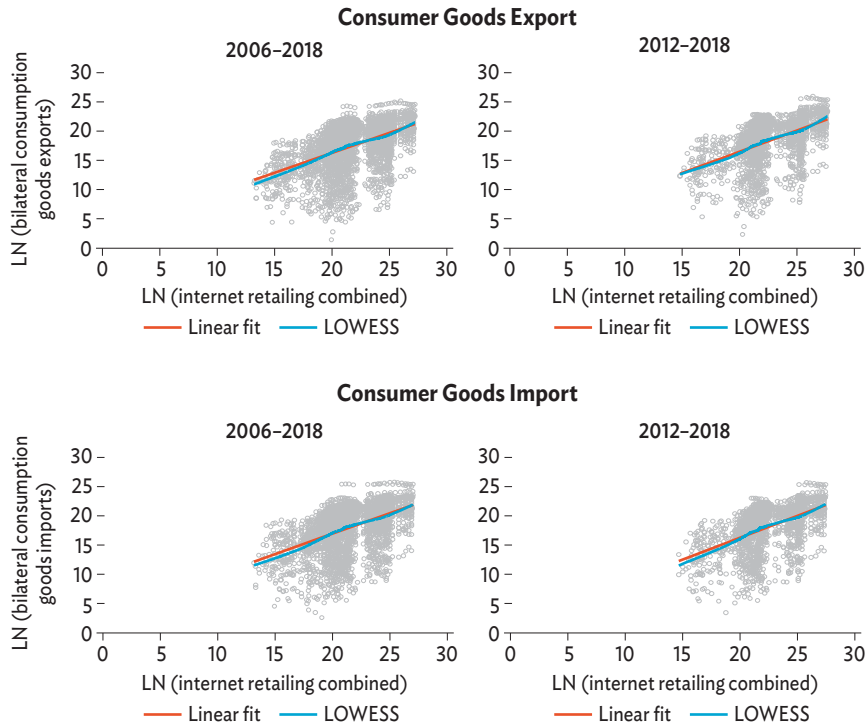 Consumer Goods Export
2006–2018
LN (bilateral consumption
goods exports)
30
25
20
15
10
5
0
0 5 10 15 20 25 30
LN (internet retailing combined)
Linear fit LOWESS
2012–2018
30
25
20
15
10
5
0
0 5 10 15 20 25 30
LN (internet retailing combined)
Linear fit LOWESS
Consumer Goods Import
2006–2018
LN (bilateral consumption
goods imports)
30
25
20
15
10
5
0
0 5 10 15 20 25 30
LN (internet retailing combined)
Linear fit LOWESS
2012–2018
30
25
20
15
10
5
0
0 5 10 15 20 25 30
LN (internet retailing combined)
Linear fit LOWESS